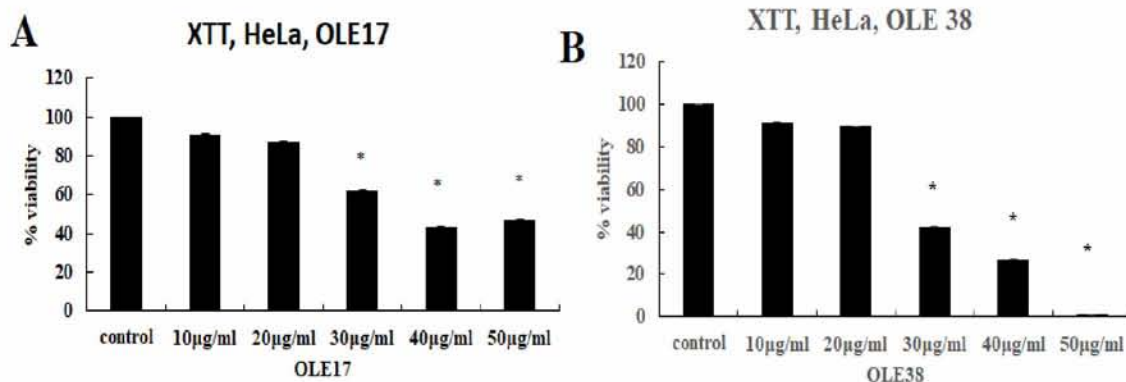 A
XTT, HeLa, OLE17
% viability
120
100
80
60
40
20
0
*
*
*
control 10µg/ml 20µg/ml 30µg/ml 40µg/ml 50µg/ml
OLE17
B
XTT, HeLa, OLE 38
% viability
120
100
80
60
40
20
0
*
*
*
control 10µg/ml 20µg/ml 30µg/ml 40µg/ml 50µg/ml
OLE38